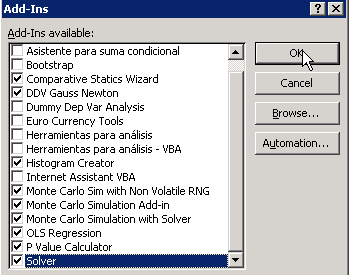 Add-Ins
Add-Ins available:
Asistente para suma condicional
Bootstrap
Comparative Statics Wizard
DDV Gauss Newton
Dummy Dep Var Analysis
Euro Currency Tools
Herramientas para análisis
Herramientas para análisis - VBA
Histogram Creator
Internet Assistant VBA
Monte Carlo Sim with Non Volatile RNG
Monte Carlo Simulation Add-in
Monte Carlo Simulation with Solver
OLS Regression
P Value Calculator
Solver
OK
Cancel
Browse...
Automation...